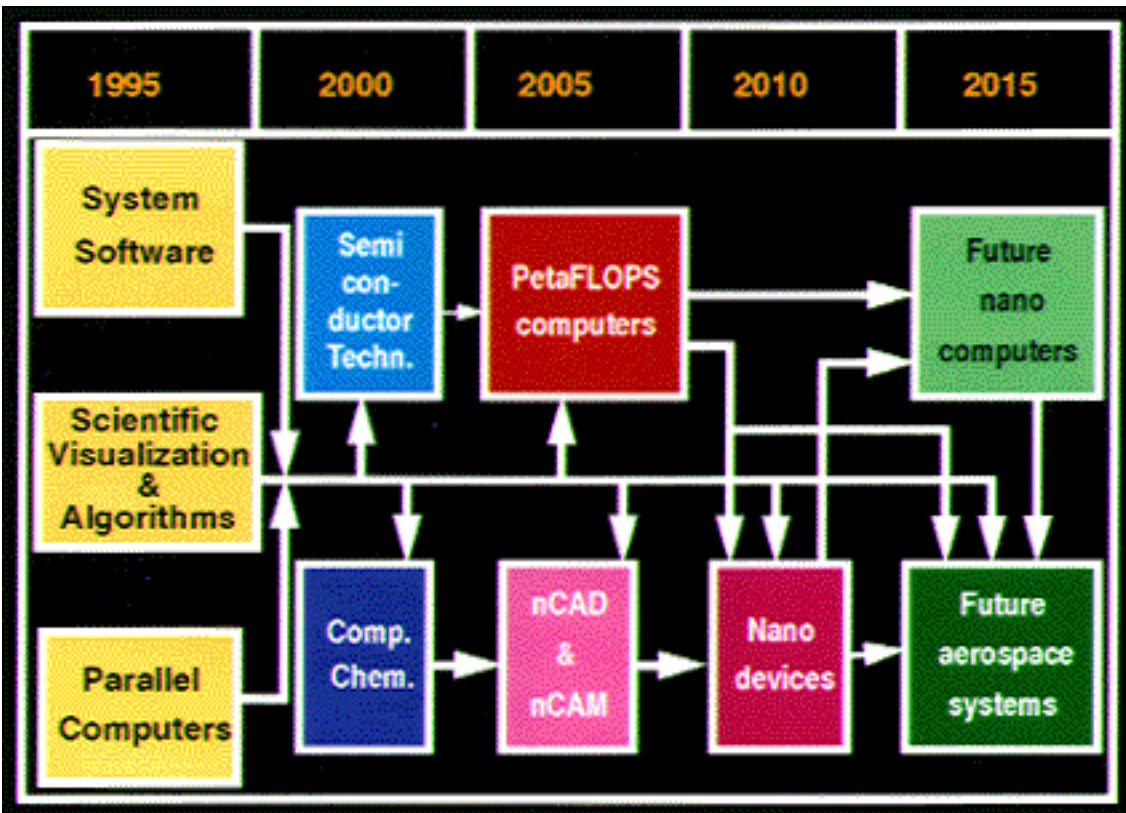 1995
2000
2005
2010
2015
System
Software
Scientific
Visualization
&
Algorithms
Parallel
Computers
Semi
con-
ductor
Techn.
PetaFLOPS
computers
Future
nano
computers
Comp.
Chem.
nCAD
&
nCAM
Nano
devices
Future
aerospace
systems